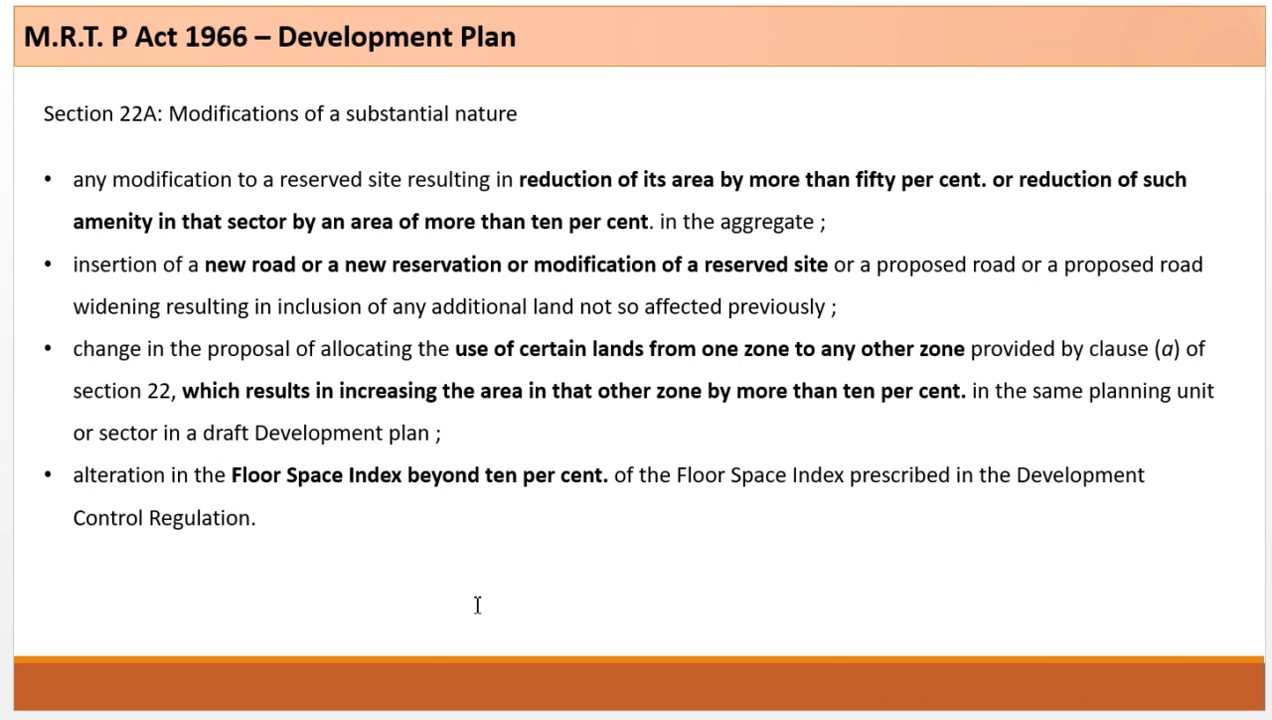 M.R.T. P Act 1966 – Development Plan
Section 22A: Modifications of a substantial nature
• any modification to a reserved site resulting in reduction of its area by more than fifty per cent. or reduction of such
amenity in that sector by an area of more than ten per cent. in the aggregate ;
• insertion of a new road or a new reservation or modification of a reserved site or a proposed road or a proposed road
widening resulting in inclusion of any additional land not so affected previously ;
• change in the proposal of allocating the use of certain lands from one zone to any other zone provided by clause (a) of
section 22, which results in increasing the area in that other zone by more than ten per cent. in the same planning unit
or sector in a draft Development plan ;
• alteration in the Floor Space Index beyond ten per cent. of the Floor Space Index prescribed in the Development
Control Regulation.